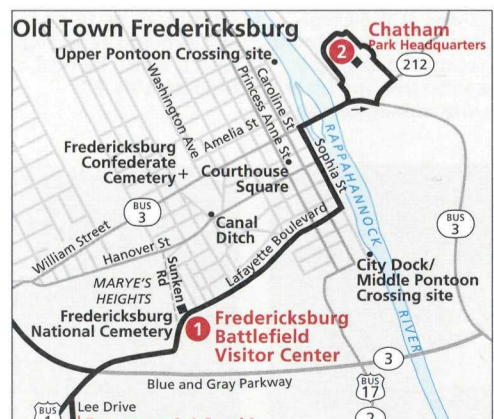 Old Town Fredericksburg
Upper Pontoon Crossing site
Chatham
Park Headquarters
2
212
Washington Ave
Caroline St
Princess Anne St
Amelia St
Sophia St
RAPPAHANNOCK
RIVER
Fredericksburg
Confederate
Cemetery
Courthouse
Square
BUS
3
BUS
3
William Street
Canal
Ditch
Hanover St
Lafayette Boulevard
Sunken
Rd
MARYE'S
HEIGHTS
City Dock/
Middle Pontoon
Crossing site
Fredericksburg
National Cemetery
1
Fredericksburg
Battlefield
Visitor Center
3
Blue and Gray Parkway
BUS
17
2
BUS
1
Lee Drive